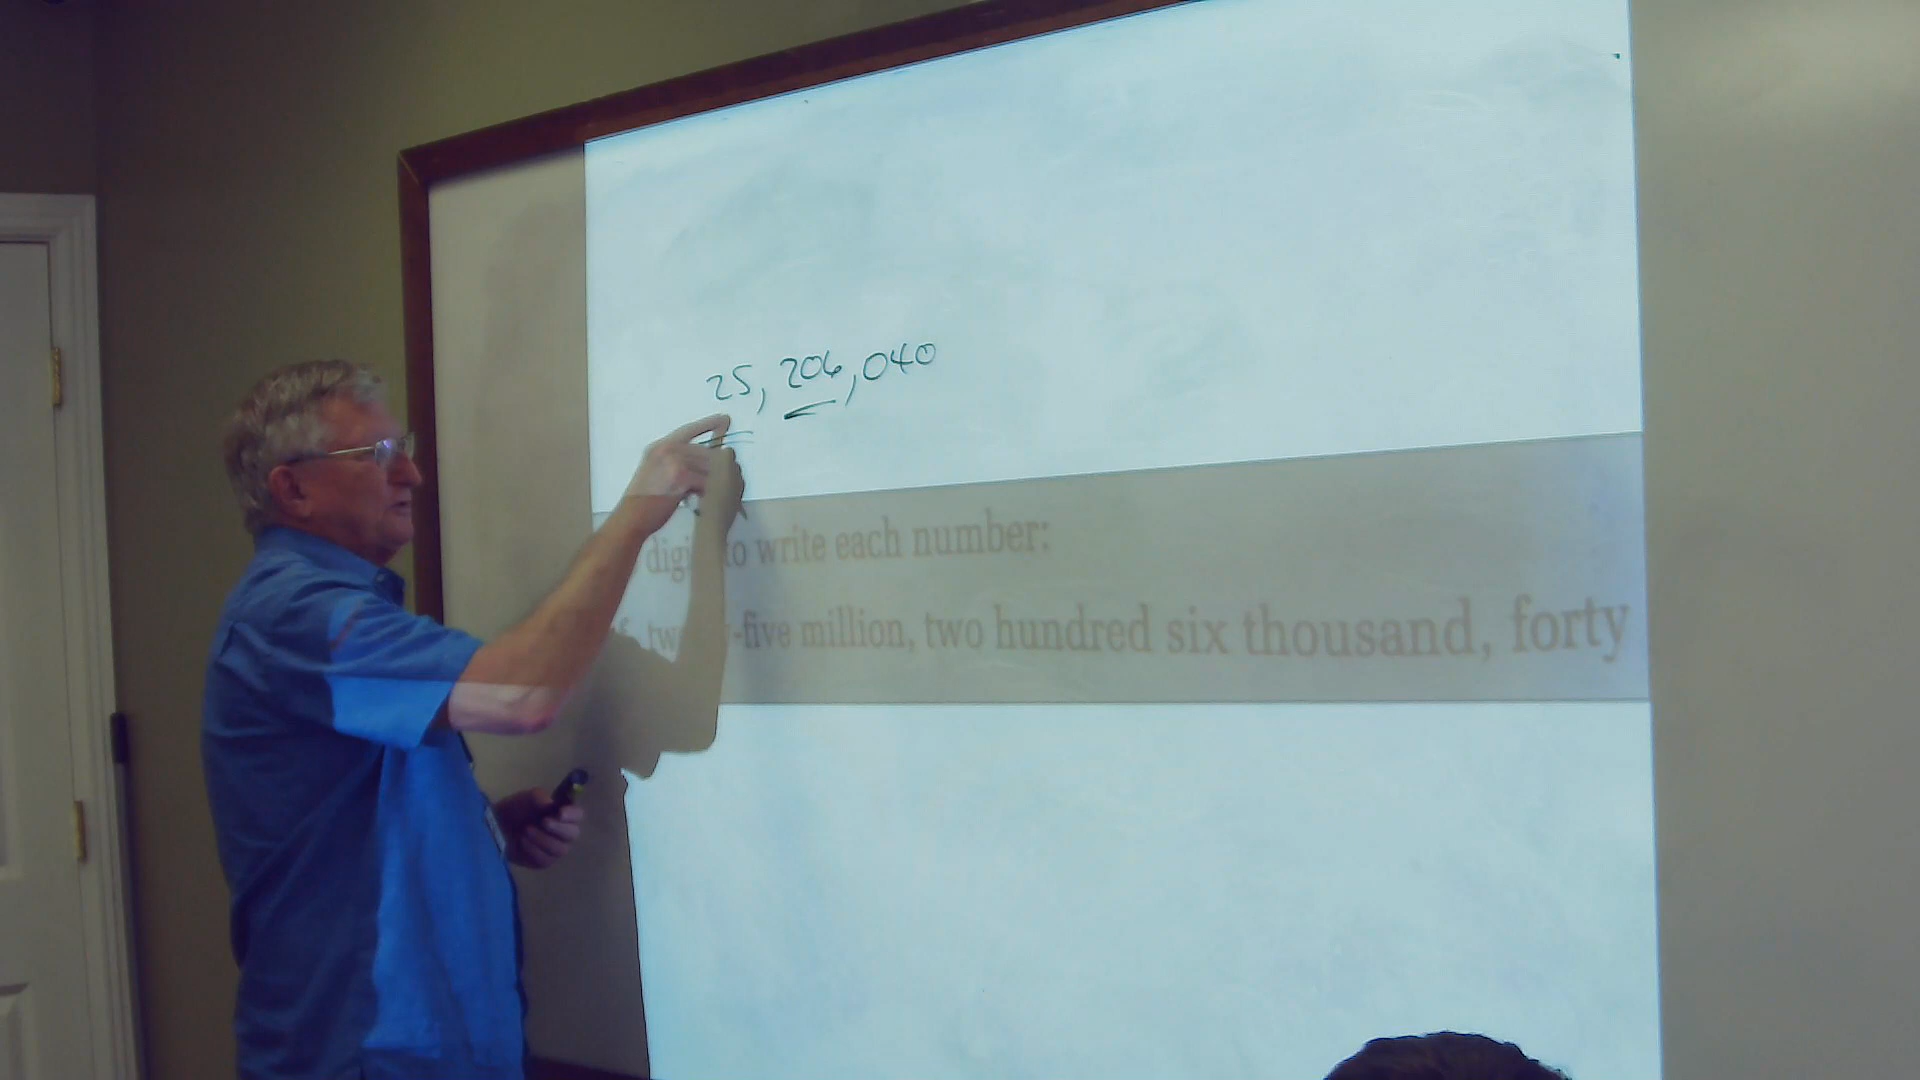 25, 206, 040
to write each number:
-five million, two hundred six thousand, forty